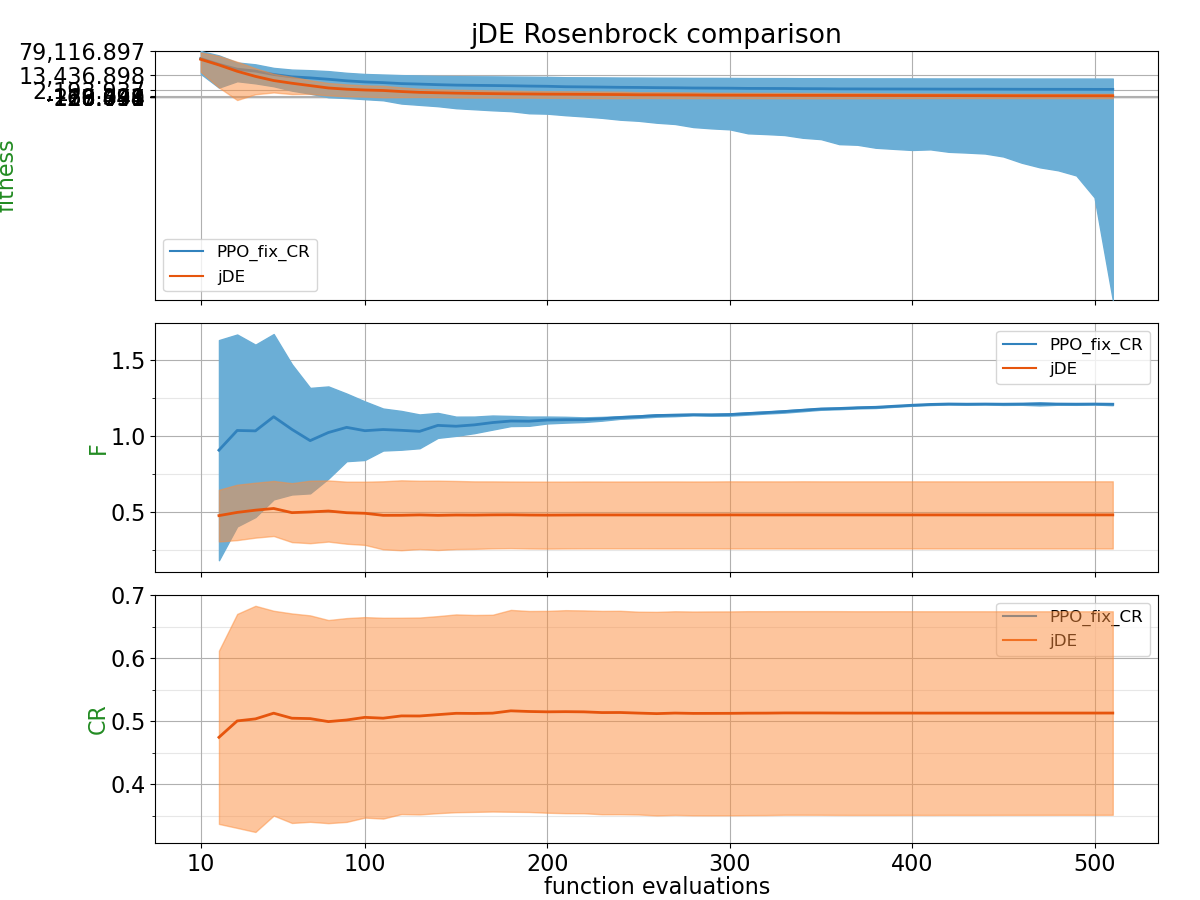 jDE Rosenbrock comparison
79,116.897
13,436.898
fitness
PPO_fix_CR
jDE
1.5
1.0
0.5
F
PPO_fix_CR
jDE
0.7
0.6
0.5
0.4
CR
PPO_fix_CR
jDE
10 100 200 300 400 500
function evaluations